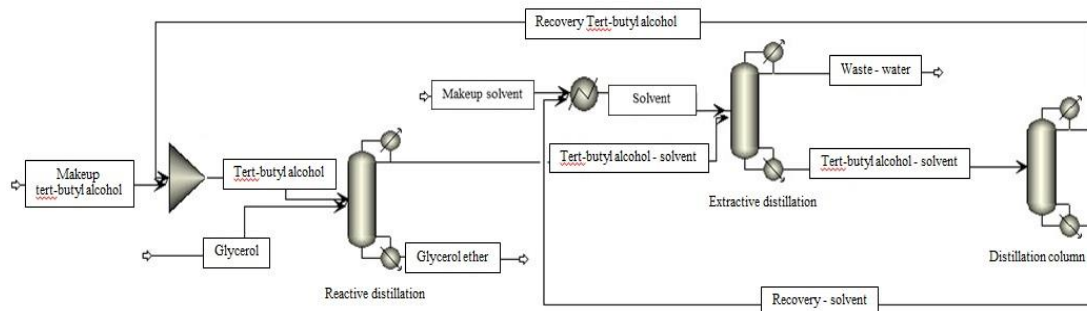 Recovery Tert-butyl alcohol
Waste - water
Makeup solvent
Solvent
Makeup
tert-butyl alcohol
Tert-butyl alcohol
Tert-butyl alcohol - solvent
Tert-butyl alcohol - solvent
Extractive distillation
Glycerol
Glycerol ether
Distillation column
Reactive distillation
Recovery - solvent